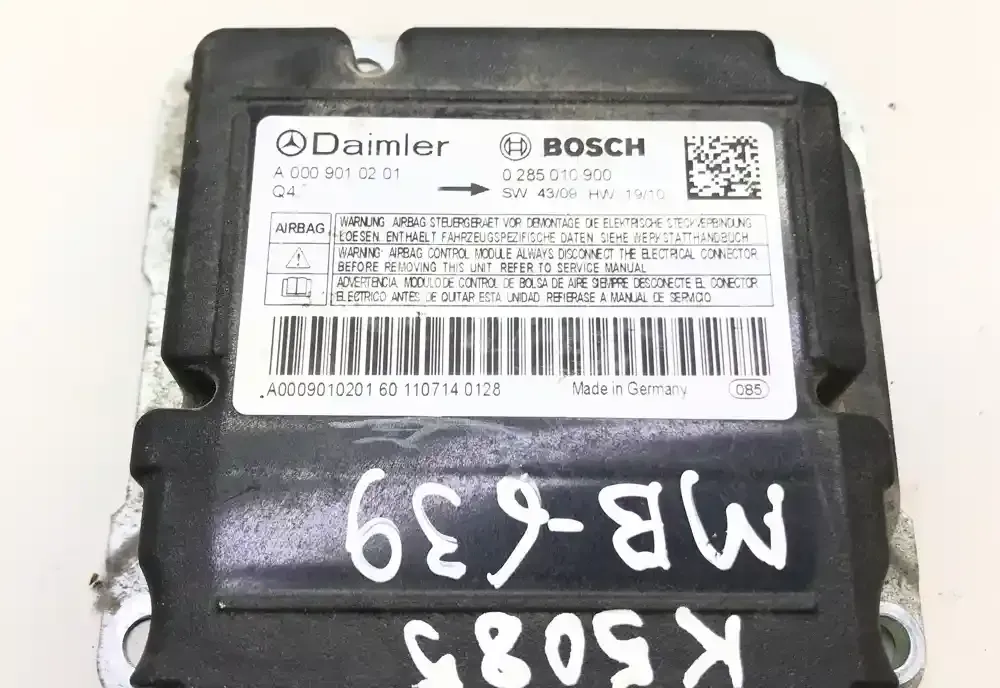 Daimler
A 000 901 02 01
Q4
BOSCH
0 285 010 900
SW 43/09 HW 19/10
AIRBAG
WARNUNG AIRBAG STEUERGERAET VOR DEMONTAGE DIE ELEKTRISCHE STECKVERBINDUNG
LOESEN. ENTHAELT FAHRZEUGSPEZIFISCHE DATEN. SIEHE WERKSTATTHANDBUCH
WARNING AIRBAG CONTROL MODULE ALWAYS DISCONNECT THE ELECTRICAL CONNECTOR
BEFORE REMOVING THIS UNIT REFER TO SERVICE MANUAL
ADVERTENCIA MODULO DE CONTROL DE BOLSA DE AIRE SIEMPRE DESCONECTE EL CONECTOR
ELECTRICO ANTES DE QUITAR ESTA UNIDAD REFIERASE A MANUAL DE SERVICIO
A0009010201 60 110714 0128
Made in Germany
085
MB-639
K5085